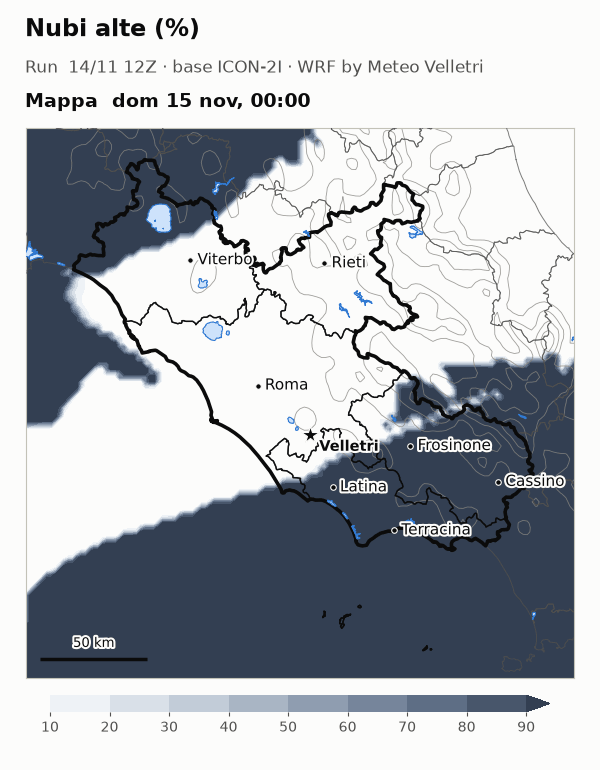 Nubi alte (%)
Run 14/11 12Z · base ICON-2I · WRF by Meteo Velletri
Mappa dom 15 nov, 00:00
Viterbo
Rieti
Roma
Velletri
Frosinone
Cassino
Latina
Terracina
50 km
10 20 30 40 50 60 70 80 90